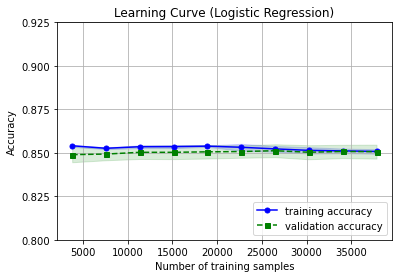 Learning Curve (Logistic Regression)
0.925
0.900
0.875
0.850
0.825
0.800
Accuracy
training accuracy
validation accuracy
5000 10000 15000 20000 25000 30000 35000
Number of training samples